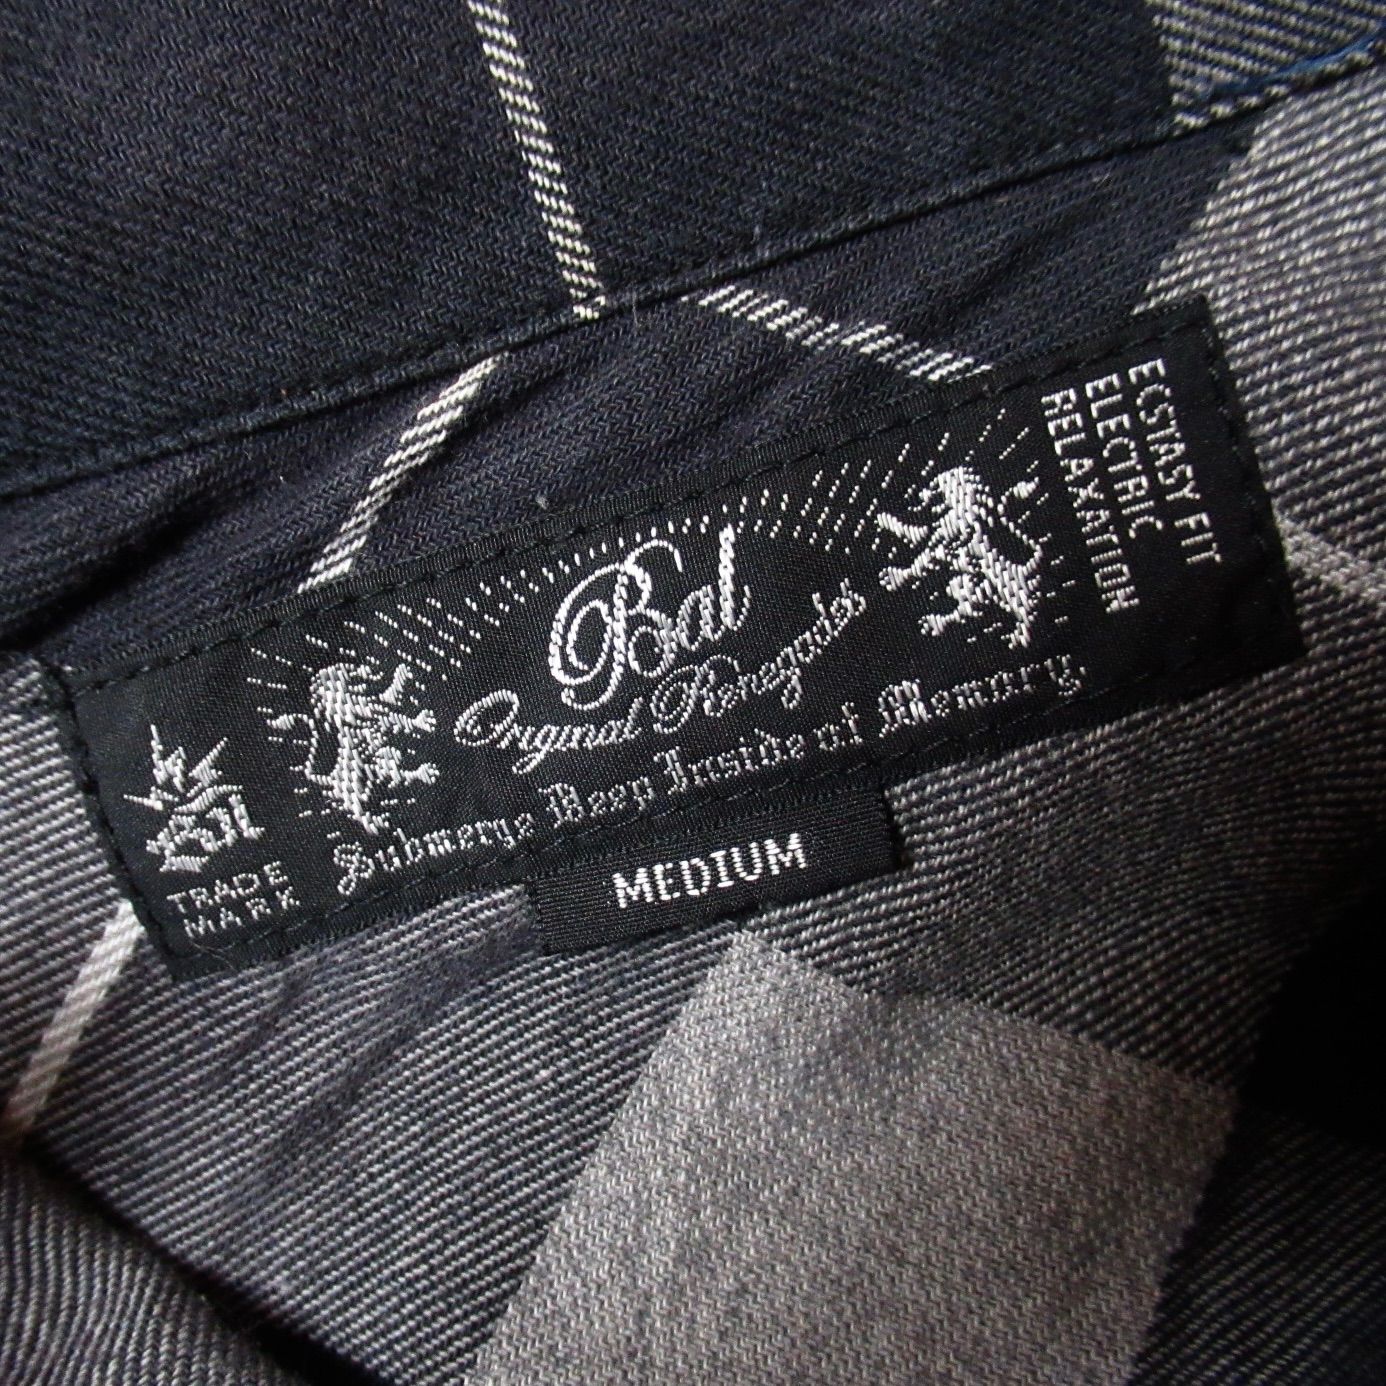 Bal
Original Renegades
Submerge Deep Inside of Memory
TRADE
MARK
ECSTASY FIT
ELECTRIC
RELAXATION
MEDIUM